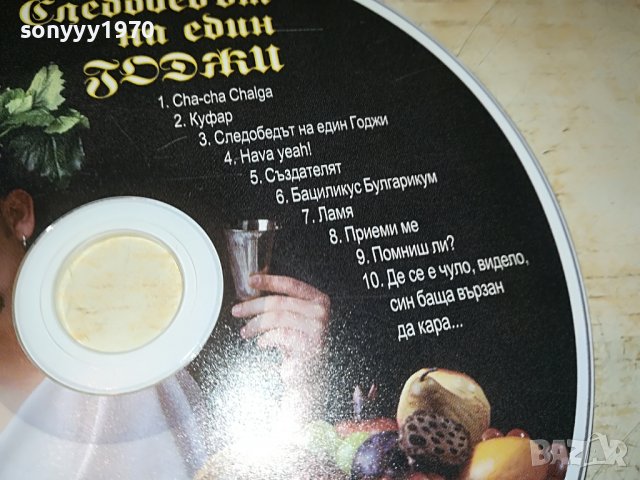 Следобедът
на един
ГОДЖИ
sonyyy1970
1. Cha-cha Chalga
2. Куфар
3. Следобедът на един Годжи
4. Hava yeah!
5. Създателят
6. Бациликус Булгарикум
7. Ламя
8. Приеми ме
9. Помниш ли?
10. Де се е чуло, видело,
син баща вързан
да кара...
BAZAR